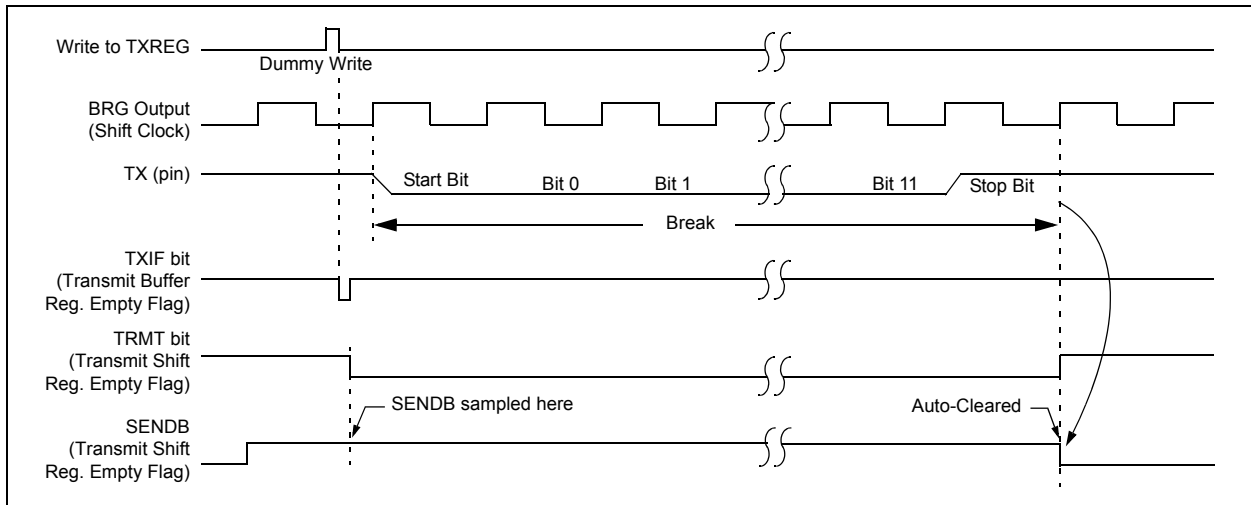 Write to TXREG
Dummy Write
BRG Output
(Shift Clock)
TX (pin)
Start Bit
Bit 0
Bit 1
Bit 11
Stop Bit
Break
TXIF bit
(Transmit Buffer
Reg. Empty Flag)
TRMT bit
(Transmit Shift
Reg. Empty Flag)
SENDB sampled here
Auto-Cleared
SENDB
(Transmit Shift
Reg. Empty Flag)